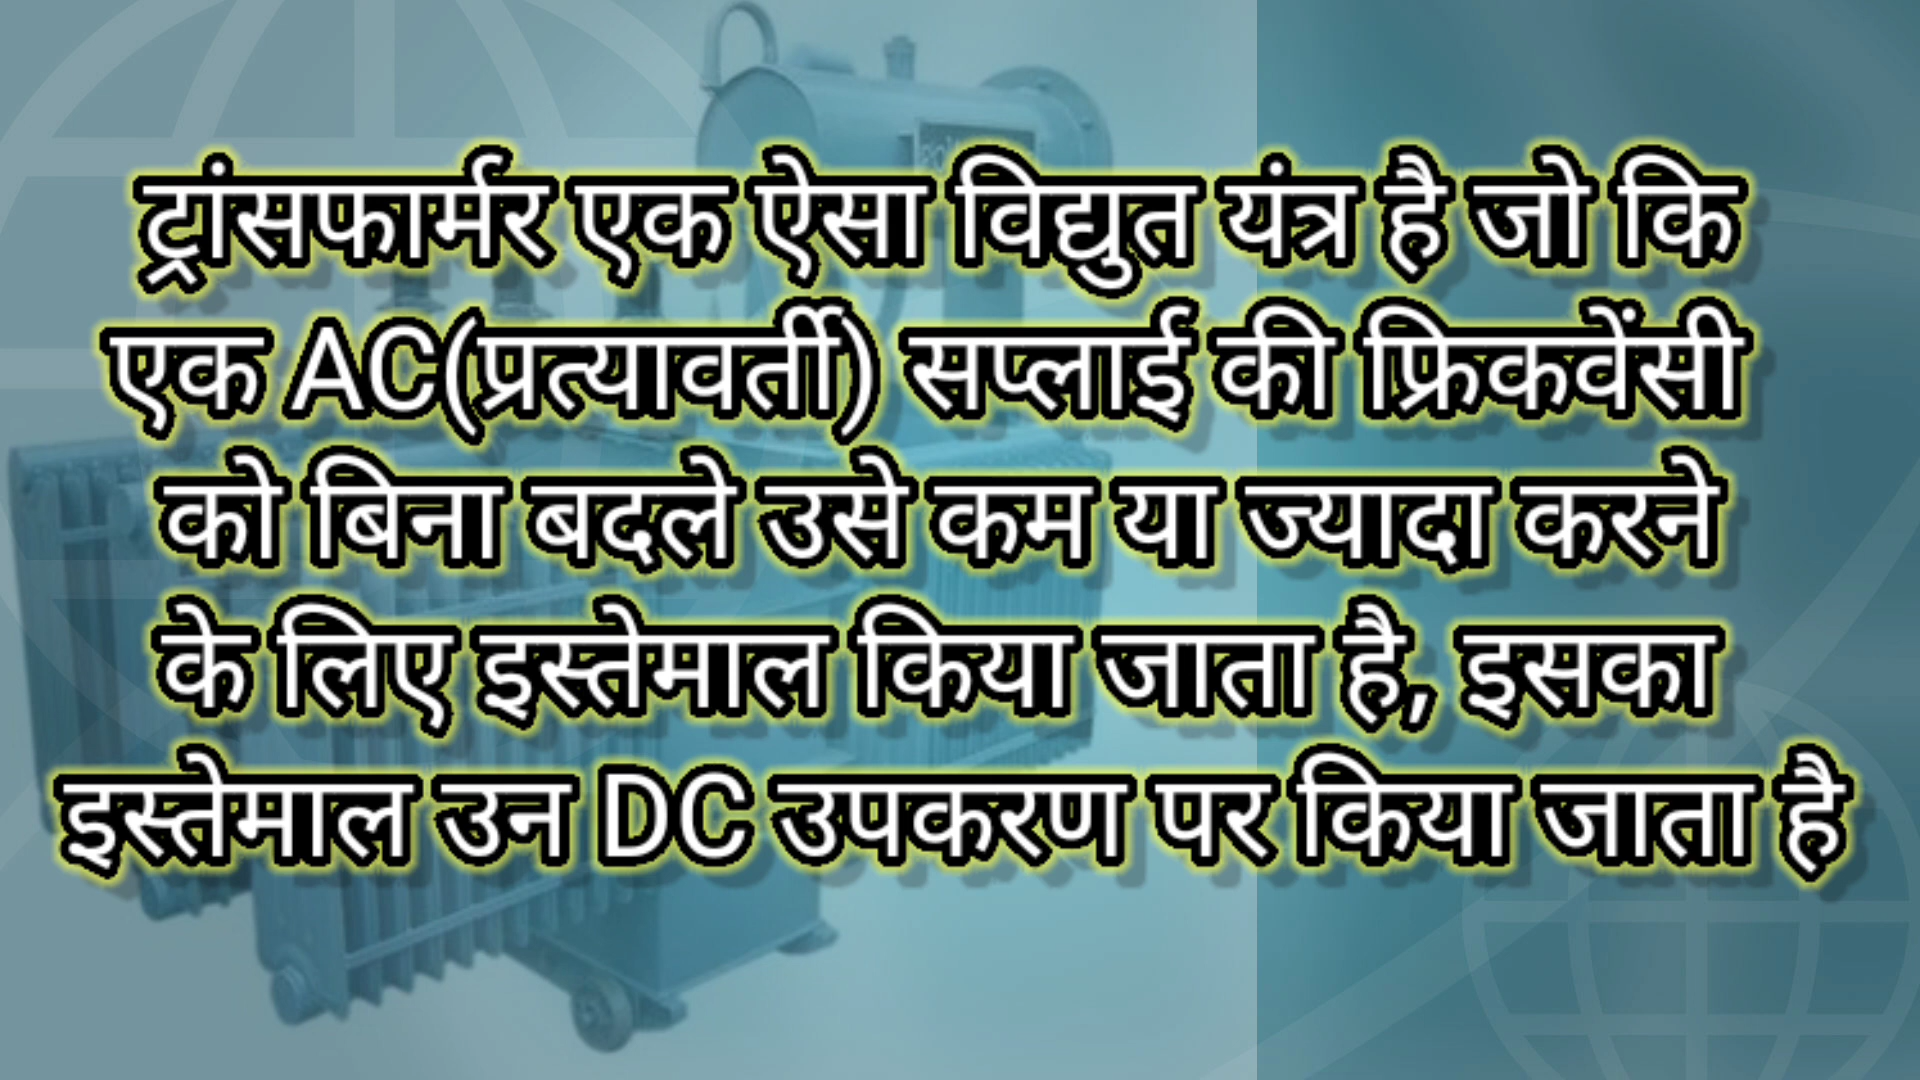 ट्रांसफार्मर एक ऐसा विद्युत यंत्र है जो कि
एक AC(प्रत्यावर्ती) सप्लाई की फ्रिकवेंसी
को बिना बदले उसे कम या ज्यादा करने
के लिए इस्तेमाल किया जाता है, इसका
इस्तेमाल उन DC उपकरण पर किया जाता है